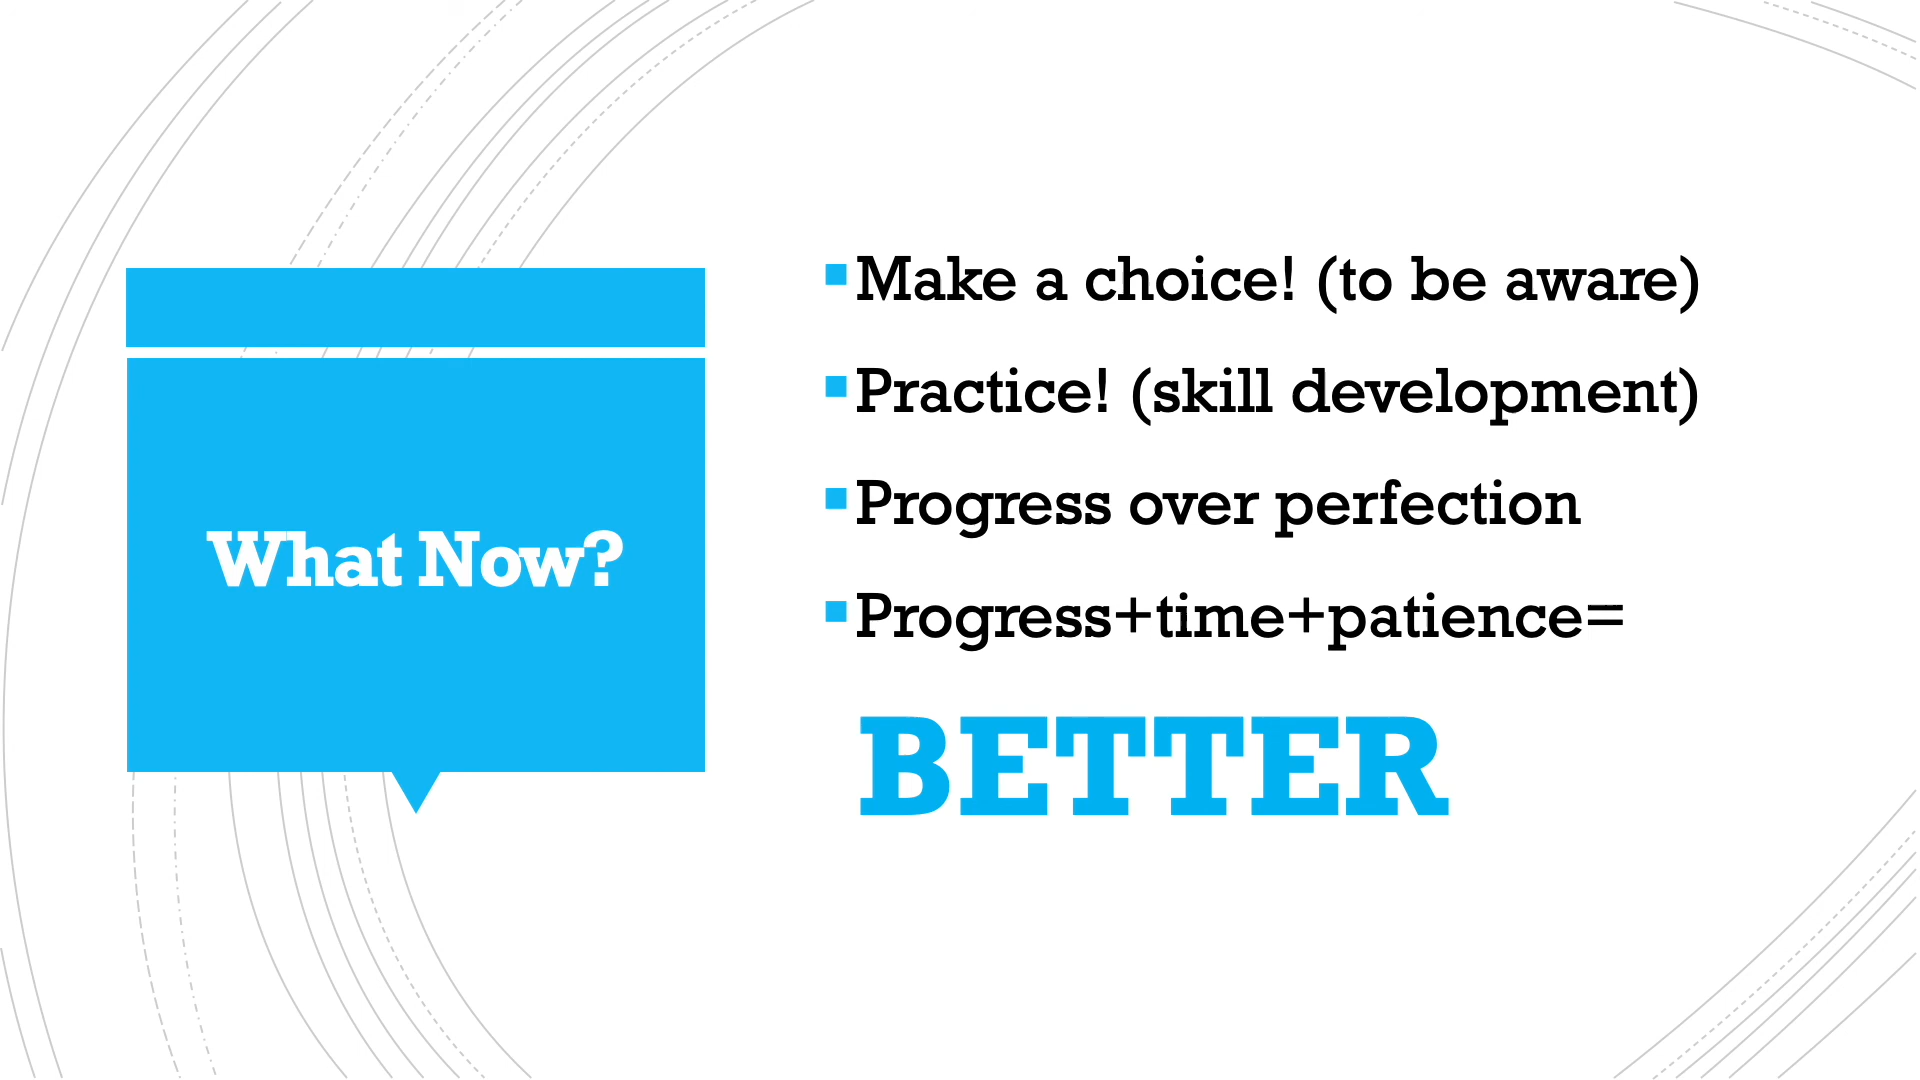 What Now?
Make a choice! (to be aware)
Practice! (skill development)
Progress over perfection
Progress+time+patience=
BETTER